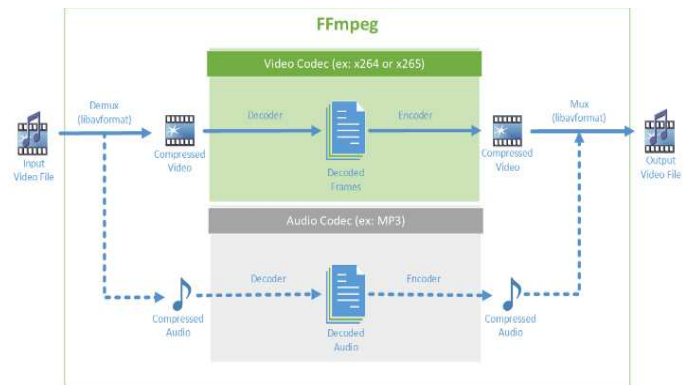 FFmpeg
Video Codec (ex: x264 or x265)
Demux
(libavformat)
Decoder
Encoder
Mux
(libavformat)
Input
Video File
Compressed
Video
Decoded
Frames
Compressed
Video
Output
Video File
Audio Codec (ex: MP3)
Decoder
Encoder
Compressed
Audio
Decoded
Audio
Compressed
Audio